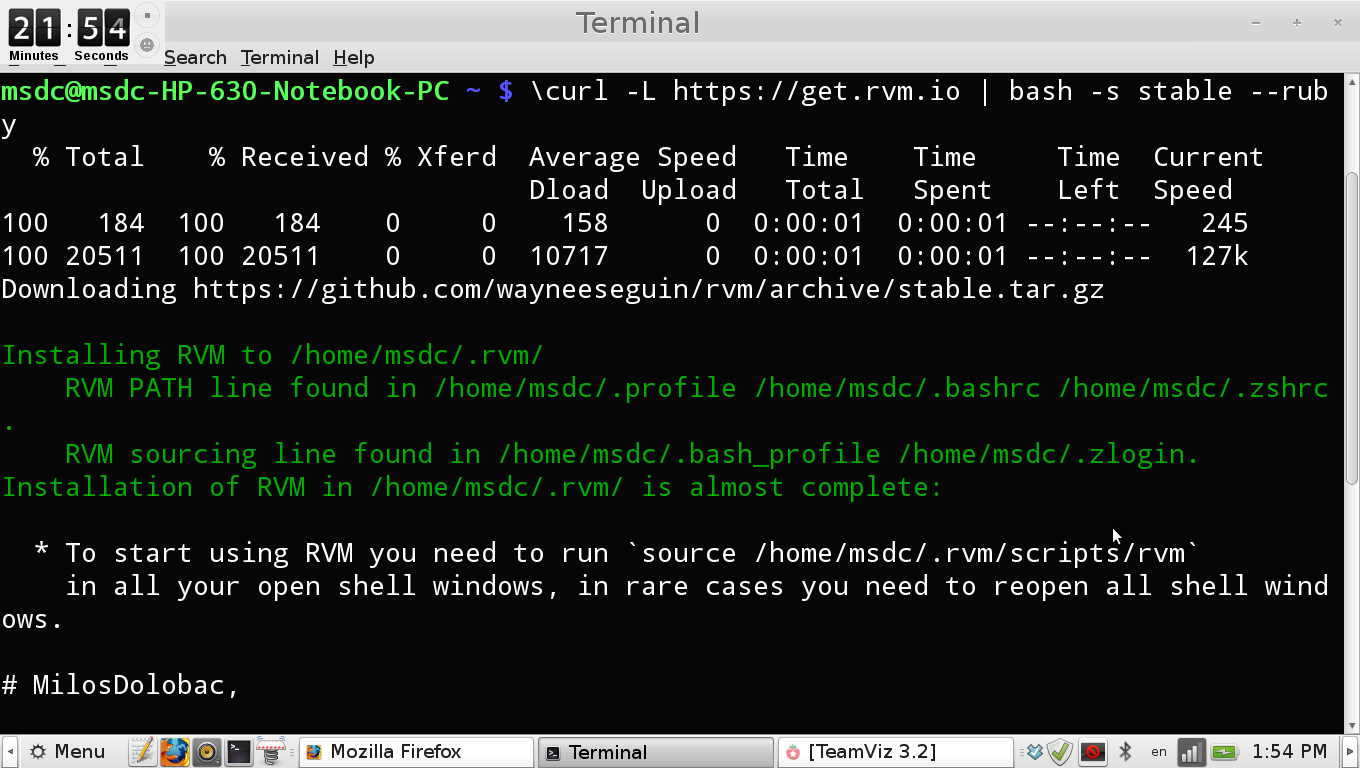 21:54
Minutes Seconds
Terminal
Search Terminal Help
msdc@msdc-HP-630-Notebook-PC ~ $ \curl -L https://get.rvm.io | bash -s stable --rub
y
% Total % Received % Xferd Average Speed Time Time Time Current
Dload Upload Total Spent Left Speed
100 184 100 184 0 0 158 0 0:00:01 0:00:01 --:--:-- 245
100 20511 100 20511 0 0 10717 0 0:00:01 0:00:01 --:--:-- 127k
Downloading https://github.com/wayneeseguin/rvm/archive/stable.tar.gz
Installing RVM to /home/msdc/.rvm/
RVM PATH line found in /home/msdc/.profile /home/msdc/.bashrc /home/msdc/.zshrc
.
RVM sourcing line found in /home/msdc/.bash_profile /home/msdc/.zlogin.
Installation of RVM in /home/msdc/.rvm/ is almost complete:
* To start using RVM you need to run `source /home/msdc/.rvm/scripts/rvm`
in all your open shell windows, in rare cases you need to reopen all shell wind
ows.
# MilosDolobac,
Menu Mozilla Firefox Terminal [TeamViz 3.2] en 1:54 PM